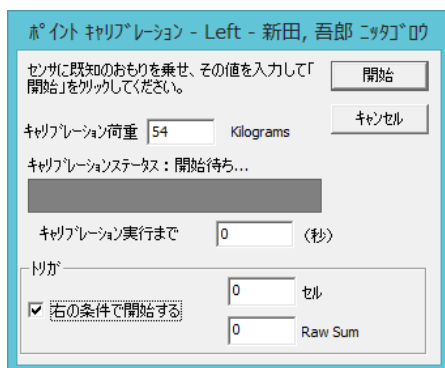 ﾎﾟｲﾝﾄ ｷｬﾘﾌﾞﾚｰｼｮﾝ - Left - 新田, 吾郎 ﾆｯﾀｺﾞﾛｳ
ｾﾝｻに既知のおもりを乗せ、その値を入力して｢
開始｣をｸﾘｯｸしてください。
開始
ｷｬﾘﾌﾞﾚｰｼｮﾝ荷重 54 Kilograms
キャンセル
ｷｬﾘﾌﾞﾚｰｼｮﾝｽﾃｰﾀｽ：開始待ち...
ｷｬﾘﾌﾞﾚｰｼｮﾝ実行まで 0 (秒)
ﾄﾘｶﾞ
右の条件で開始する
0 ｾﾙ
0 Raw Sum